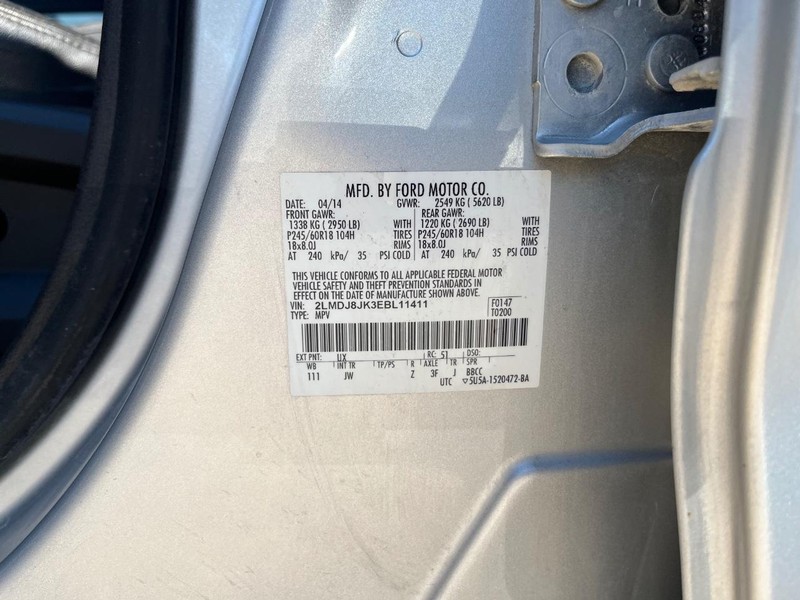 MFD. BY FORD MOTOR CO.
DATE: 04/14 GVWR: 2549 KG ( 5620 LB)
FRONT GAWR: REAR GAWR:
1338 KG ( 2950 LB) WITH 1220 KG ( 2690 LB) WITH
P245/60R18 104H TIRES P245/60R18 104H TIRES
18x8.0J RIMS 18x8.0J RIMS
AT 240 kPa/ 35 PSI COLD AT 240 kPa/ 35 PSI COLD
THIS VEHICLE CONFORMS TO ALL APPLICABLE FEDERAL MOTOR
VEHICLE SAFETY AND THEFT PREVENTION STANDARDS IN
EFFECT ON THE DATE OF MANUFACTURE SHOWN ABOVE.
VIN: 2LMDJ8JK3EBL11411 F0147
TYPE: MPV T0200
EXT PNT: UX RC: 51 DSO:
WB INT TR TP/PS R AXLE TR SPR
111 JW Z 3F J BBCC
UTC ▽5U5A-1520472-BA